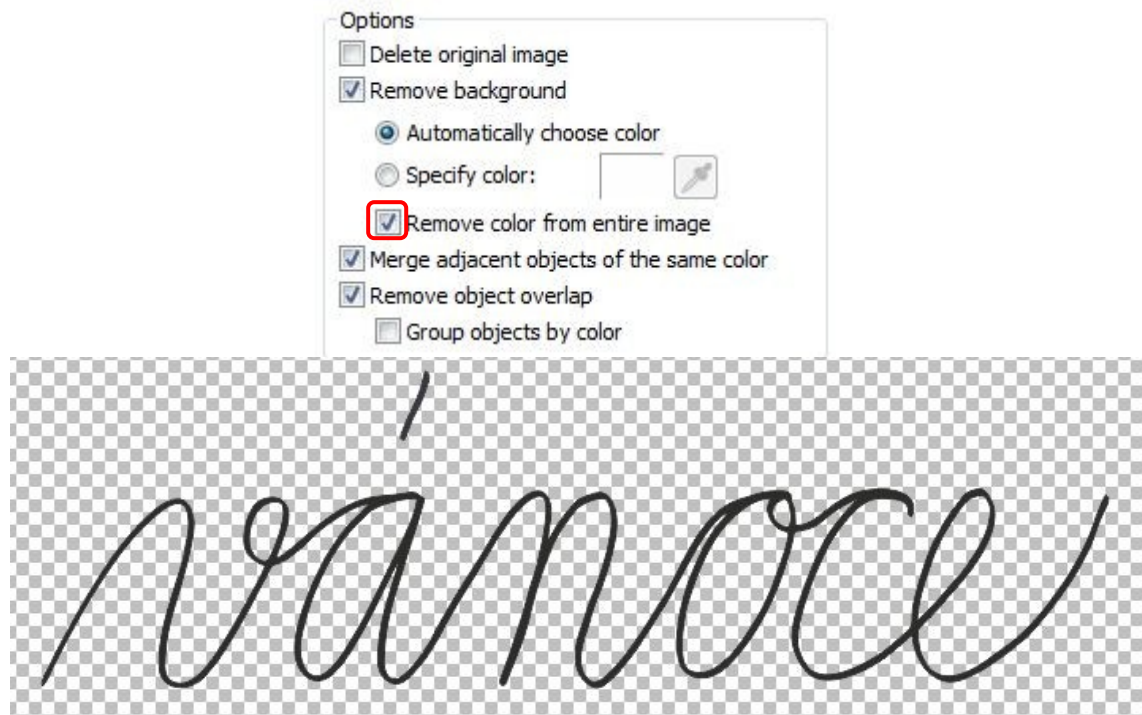 Options
Delete original image
Remove background
Automatically choose color
Specify color:
Remove color from entire image
Merge adjacent objects of the same color
Remove object overlap
Group objects by color
vánoce